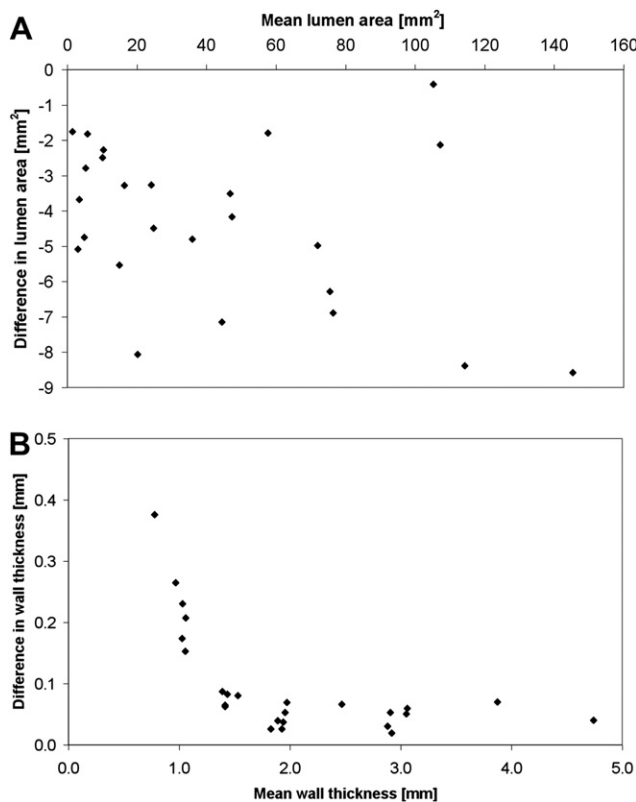 A
Mean lumen area [mm²]
0 20 40 60 80 100 120 140 160
Difference in lumen area [mm²]
0
-1
-2
-3
-4
-5
-6
-7
-8
-9
B
Difference in wall thickness [mm]
0.5
0.4
0.3
0.2
0.1
0.0
0.0 1.0 2.0 3.0 4.0 5.0
Mean wall thickness [mm]